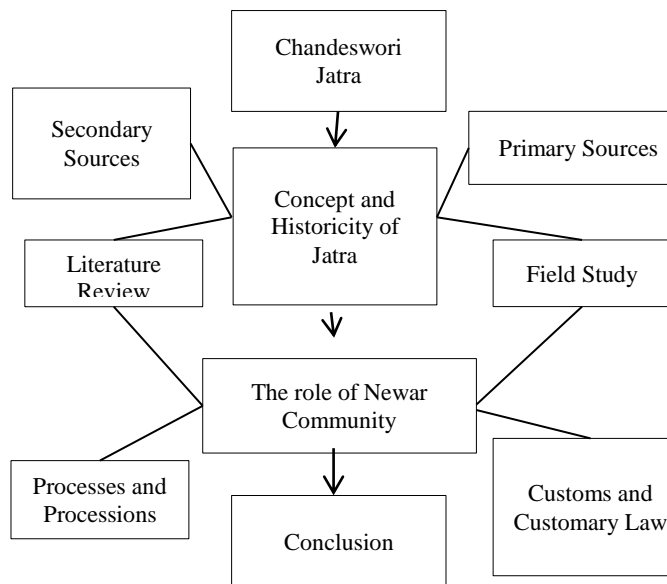 Chandeswori
Jatra
Secondary
Sources
Primary Sources
Concept and
Historicity of
Jatra
Literature
Review
Field Study
The role of Newar
Community
Processes and
Processions
Customs and
Customary Law
Conclusion